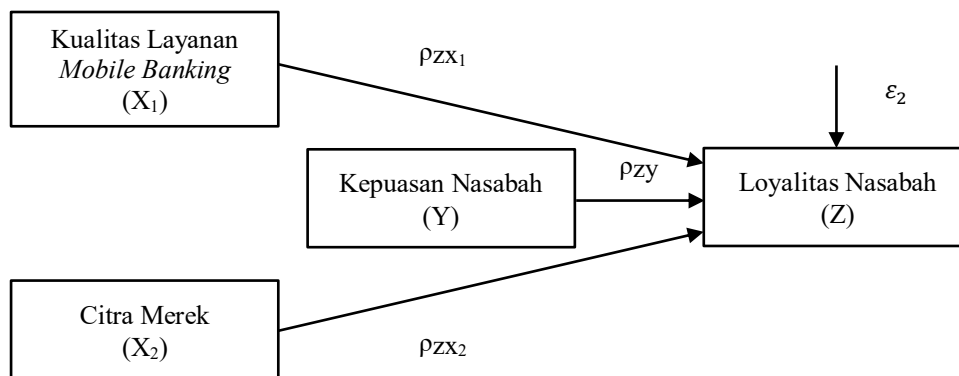 Kualitas Layanan
Mobile Banking
(X₁)
ρzx₁
ε₂
Kepuasan Nasabah
(Y)
ρzy
Loyalitas Nasabah
(Z)
Citra Merek
(X₂)
ρzx₂